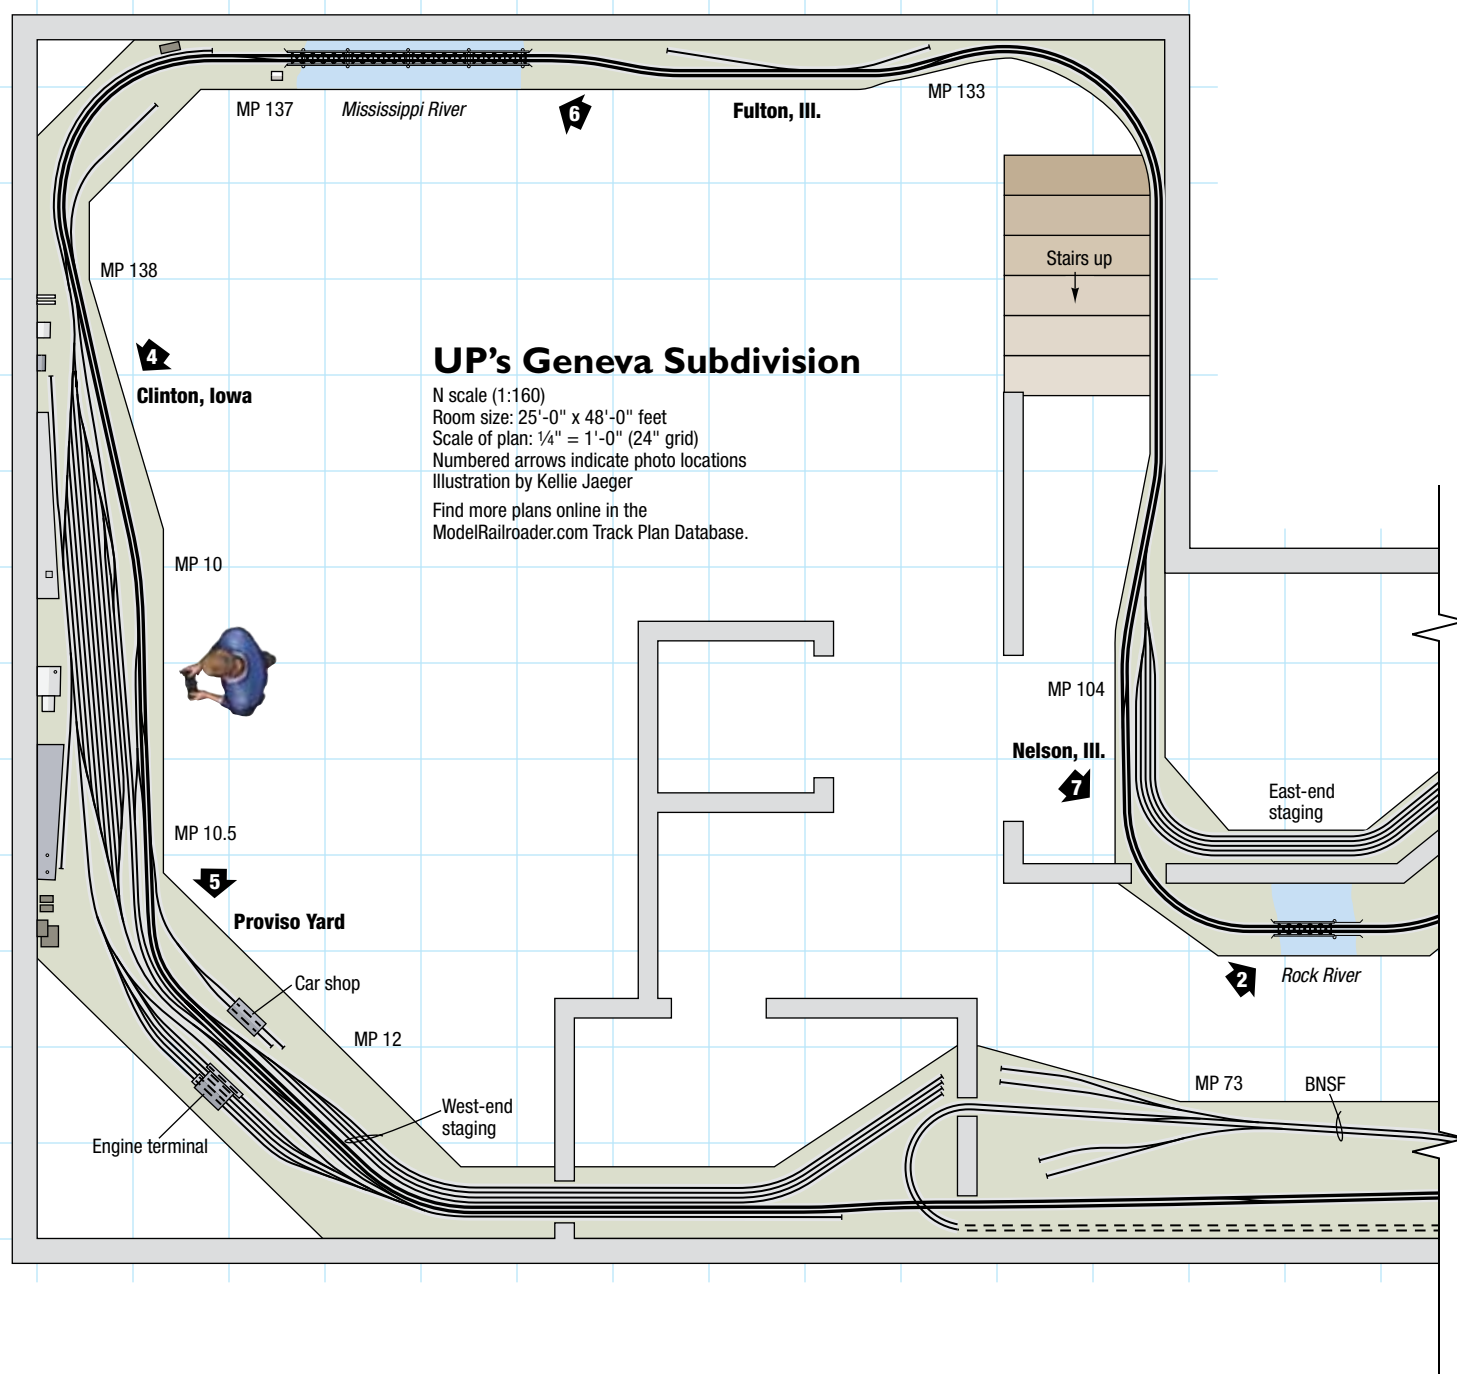 MP 137
Mississippi River
6
Fulton, Ill.
MP 133
MP 138
Stairs up
4
Clinton, Iowa
UP’s Geneva Subdivision
N scale (1:160)
Room size: 25'-0" x 48'-0" feet
Scale of plan: ¼" = 1'-0" (24" grid)
Numbered arrows indicate photo locations
Illustration by Kellie Jaeger
Find more plans online in the
ModelRailroader.com Track Plan Database.
MP 10
MP 104
Nelson, Ill.
7
East-end
staging
MP 10.5
5
Proviso Yard
2
Rock River
Car shop
MP 12
MP 73
BNSF
West-end
staging
Engine terminal